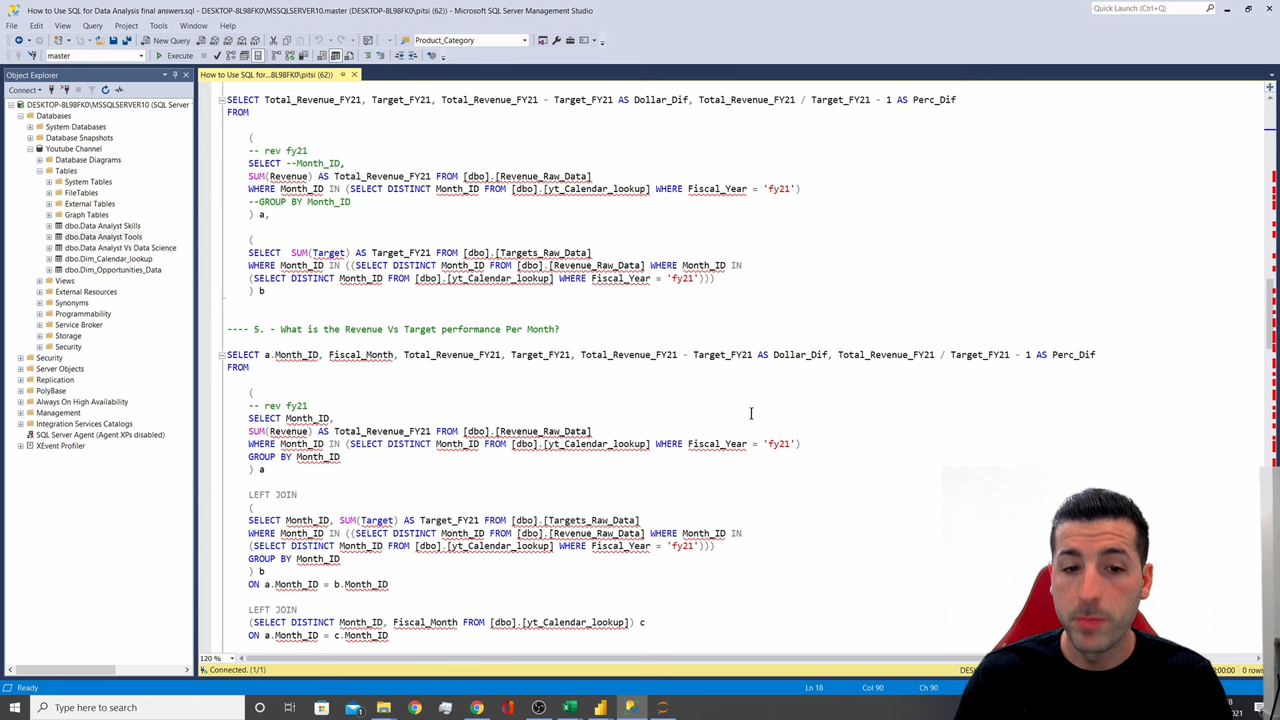 How to Use SQL for Data Analysis final answers.sql - DESKTOP-8L98FK0\MSSQLSERVER10.master (DESKTOP-8L98FK0\pitsi (62)) - Microsoft SQL Server Management Studio
Quick Launch (Ctrl+Q)
File Edit View Query Project Tools Window Help
New Query
Product_Category
master
Execute
Object Explorer
Connect
DESKTOP-8L98FK0\MSSQLSERVER10 (SQL Server
Databases
System Databases
Database Snapshots
Youtube Channel
Database Diagrams
Tables
System Tables
FileTables
External Tables
Graph Tables
dbo.Data Analyst Skills
dbo.Data Analyst Tools
dbo.Data Analyst Vs Data Science
dbo.Dim_Calendar_lookup
dbo.Dim_Opportunities_Data
Views
External Resources
Synonyms
Programmability
Service Broker
Storage
Security
Security
Server Objects
Replication
PolyBase
Always On High Availability
Management
Integration Services Catalogs
SQL Server Agent (Agent XPs disabled)
XEvent Profiler
How to Use SQL for...8L98FK0\pitsi (62))
SELECT Total_Revenue_FY21, Target_FY21, Total_Revenue_FY21 - Target_FY21 AS Dollar_Dif, Total_Revenue_FY21 / Target_FY21 - 1 AS Perc_Dif
FROM
(
-- rev fy21
SELECT --Month_ID,
SUM(Revenue) AS Total_Revenue_FY21 FROM [dbo].[Revenue_Raw_Data]
WHERE Month_ID IN (SELECT DISTINCT Month_ID FROM [dbo].[yt_Calendar_lookup] WHERE Fiscal_Year = 'fy21')
--GROUP BY Month_ID
) a,
(
SELECT  SUM(Target) AS Target_FY21 FROM [dbo].[Targets_Raw_Data]
WHERE Month_ID IN ((SELECT DISTINCT Month_ID FROM [dbo].[Revenue_Raw_Data] WHERE Month_ID IN
(SELECT DISTINCT Month_ID FROM [dbo].[yt_Calendar_lookup] WHERE Fiscal_Year = 'fy21')))
) b
---- 5. - What is the Revenue Vs Target performance Per Month?
SELECT a.Month_ID, Fiscal_Month, Total_Revenue_FY21, Target_FY21, Total_Revenue_FY21 - Target_FY21 AS Dollar_Dif, Total_Revenue_FY21 / Target_FY21 - 1 AS Perc_Dif
FROM
(
-- rev fy21
SELECT Month_ID,
SUM(Revenue) AS Total_Revenue_FY21 FROM [dbo].[Revenue_Raw_Data]
WHERE Month_ID IN (SELECT DISTINCT Month_ID FROM [dbo].[yt_Calendar_lookup] WHERE Fiscal_Year = 'fy21')
GROUP BY Month_ID
) a
LEFT JOIN
(
SELECT Month_ID, SUM(Target) AS Target_FY21 FROM [dbo].[Targets_Raw_Data]
WHERE Month_ID IN ((SELECT DISTINCT Month_ID FROM [dbo].[Revenue_Raw_Data] WHERE Month_ID IN
(SELECT DISTINCT Month_ID FROM [dbo].[yt_Calendar_lookup] WHERE Fiscal_Year = 'fy21')))
GROUP BY Month_ID
) b
ON a.Month_ID = b.Month_ID
LEFT JOIN
(SELECT DISTINCT Month_ID, Fiscal_Month FROM [dbo].[yt_Calendar_lookup]) c
ON a.Month_ID = c.Month_ID
120 %
Connected. (1/1)
0 rows
Ready
Ln 18 Col 90 Ch 90
Type here to search